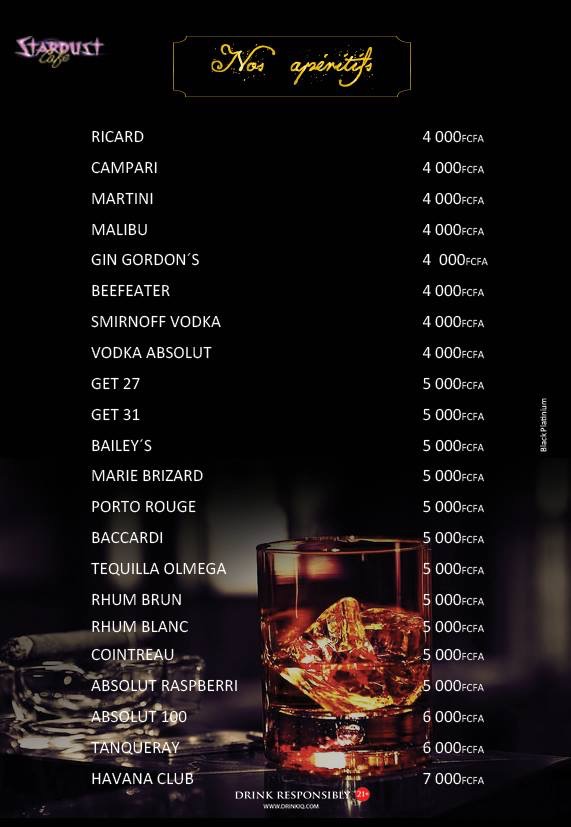 STARDUST
Café
Nos apéritifs
RICARD 4 000FCFA
CAMPARI 4 000FCFA
MARTINI 4 000FCFA
MALIBU 4 000FCFA
GIN GORDON´S 4 000FCFA
BEEFEATER 4 000FCFA
SMIRNOFF VODKA 4 000FCFA
VODKA ABSOLUT 4 000FCFA
GET 27 5 000FCFA
GET 31 5 000FCFA
BAILEY´S 5 000FCFA
MARIE BRIZARD 5 000FCFA
PORTO ROUGE 5 000FCFA
BACCARDI 5 000FCFA
TEQUILLA OLMEGA 5 000FCFA
RHUM BRUN 5 000FCFA
RHUM BLANC 5 000FCFA
COINTREAU 5 000FCFA
ABSOLUT RASPBERRI 5 000FCFA
ABSOLUT 100 6 000FCFA
TANQUERAY 6 000FCFA
HAVANA CLUB 7 000FCFA
DRINK RESPONSIBLY 21+
WWW.DRINKIQ.COM
Black Platinium